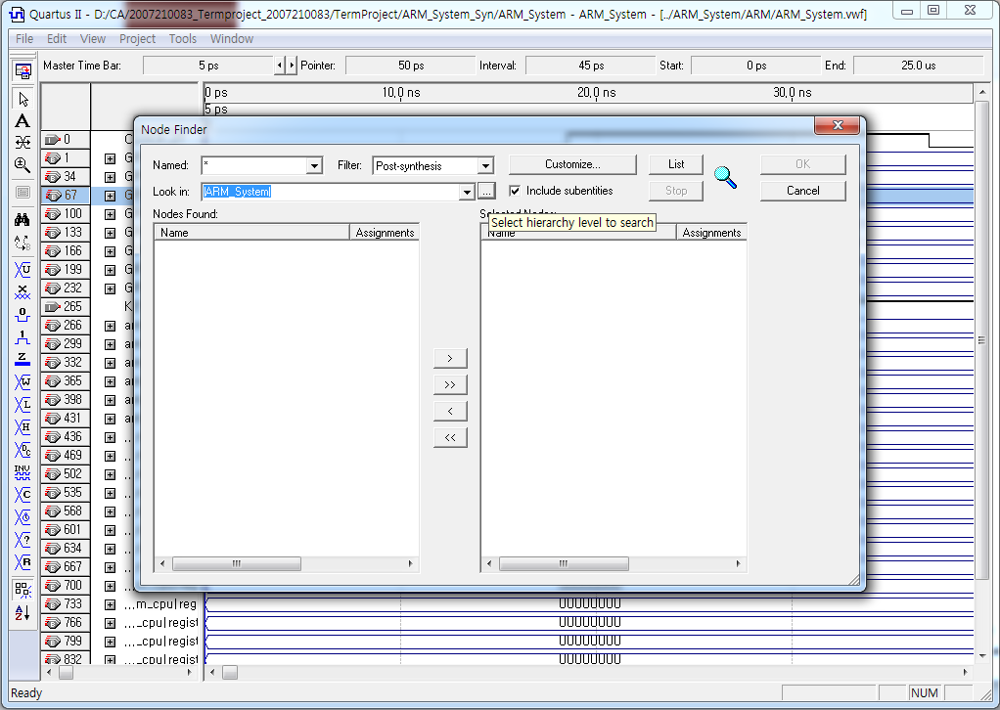 Quartus II - D:/CA/2007210083_Termproject_2007210083/TermProject/ARM_System_Syn/ARM_System - ARM_System - [../ARM_System/ARM/ARM_System.vwf]
File Edit View Project Tools Window
Master Time Bar: 5 ps Pointer: 50 ps Interval: 45 ps Start: 0 ps End: 25.0 us
0 ps 10.0 ns 20.0 ns 30.0 ns
5 ps
Node Finder
Named: * Filter: Post-synthesis Customize... List OK
Look in: |ARM_System| ... Include subentities Stop Cancel
Nodes Found:
Select hierarchy level to search
Name Assignments Name Assignments
>
>>
<
<<
0 C
1 G
34 G
67 G
100 G
133 G
166 G
199 G
232 G
265 K
266 ar
299 ar
332 ar
365 ar
398 ar
431 ar
436 ..
469 ..
502 ..
535 ..
568 ..
601 ..
634 ..
667 ..
700 ..
733 ...m_cpu|reg UUUUUUUU
766 ..._cpu|regist UUUUUUUU
799 ..._cpu|regist UUUUUUUU
832 ..._cpu|regist UUUUUUUU
Ready NUM